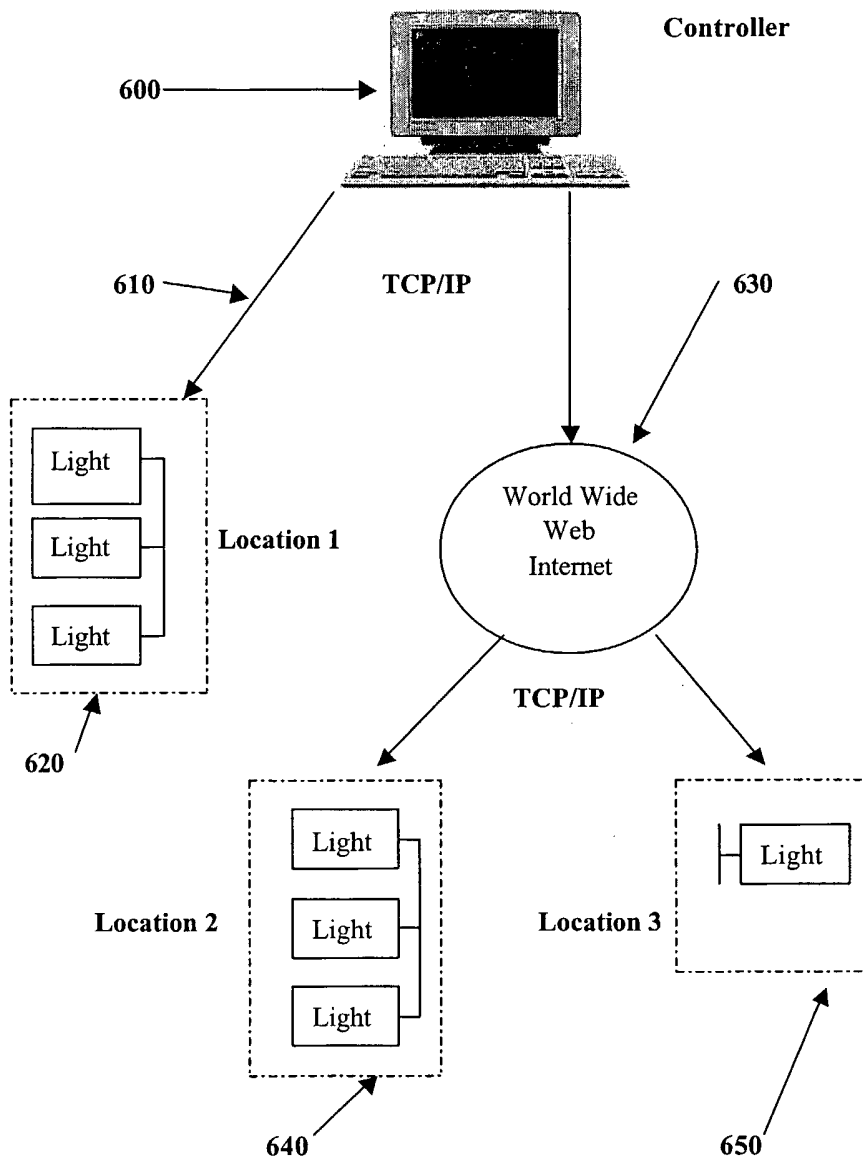 Controller
600
610
TCP/IP
630
Light
Light
Light
Location 1
World Wide
Web
Internet
620
TCP/IP
Light
Light
Light
Location 2
Location 3
Light
640
650